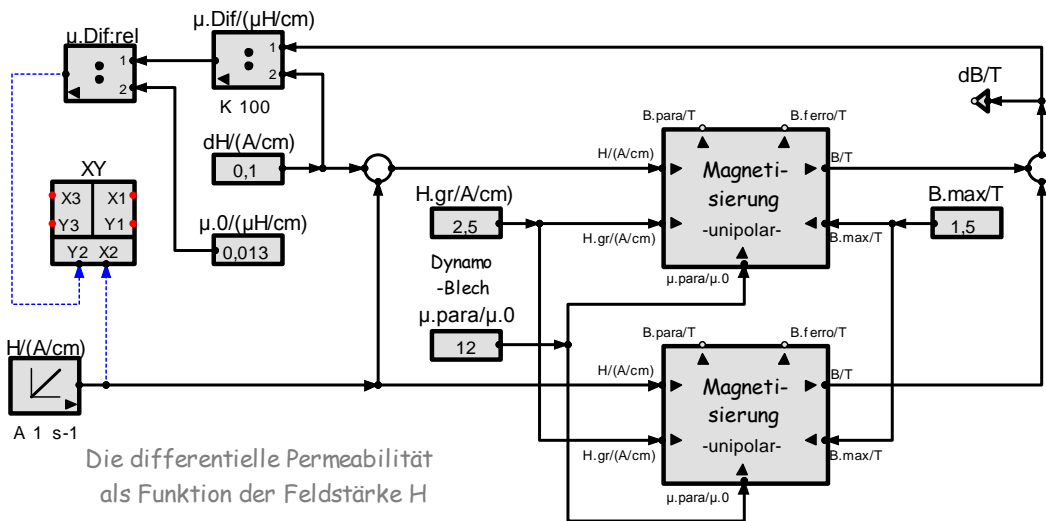 µ.Dif/(µH/cm)
1
2
K 100
µ.Dif:rel
1
2
dB/T
dH/(A/cm)
0,1
XY
X3 X1
Y3 Y1
Y2 X2
µ.0/(µH/cm)
0,013
H.gr/A/cm)
2,5
Dynamo
-Blech
µ.para/µ.0
12
B.para/T
B.ferro/T
H/(A/cm)
Magneti-
sierung
-unipolar-
B/T
H.gr/(A/cm)
B.max/T
µ.para/µ.0
B.max/T
1,5
H/(A/cm)
A 1 s-1
B.para/T
B.ferro/T
H/(A/cm)
Magneti-
sierung
-unipolar-
B/T
H.gr/(A/cm)
B.max/T
µ.para/µ.0
Die differentielle Permeabilität
als Funktion der Feldstärke H